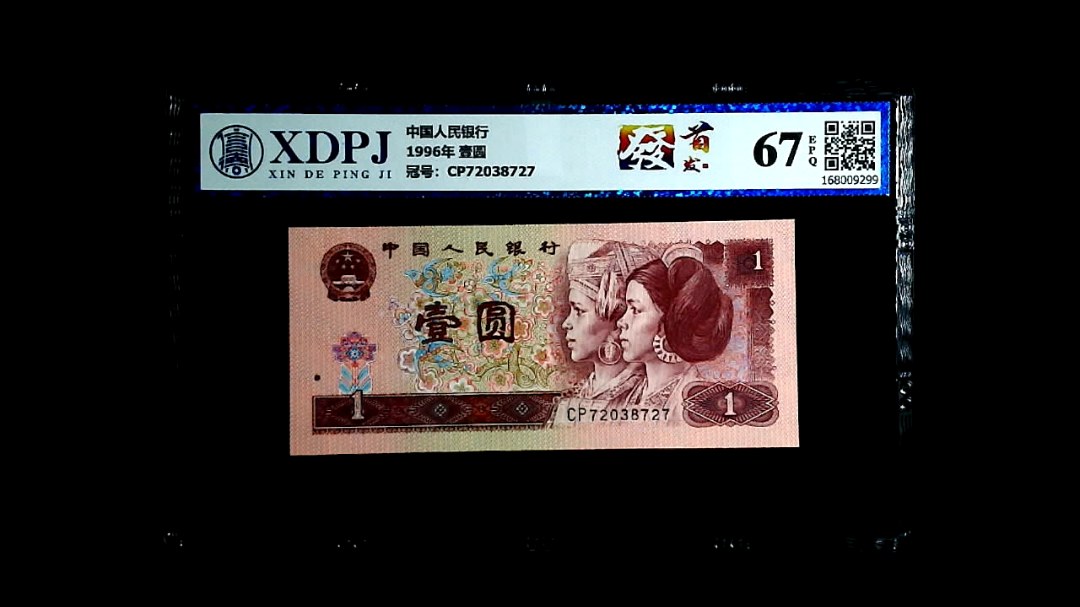 XDPJ
XIN DE PING JI
中国人民银行
1996年 壹圆
冠号：CP72038727
發
首发
67
EPQ
168009299
中国人民银行
1
壹圆
1
CP72038727
1